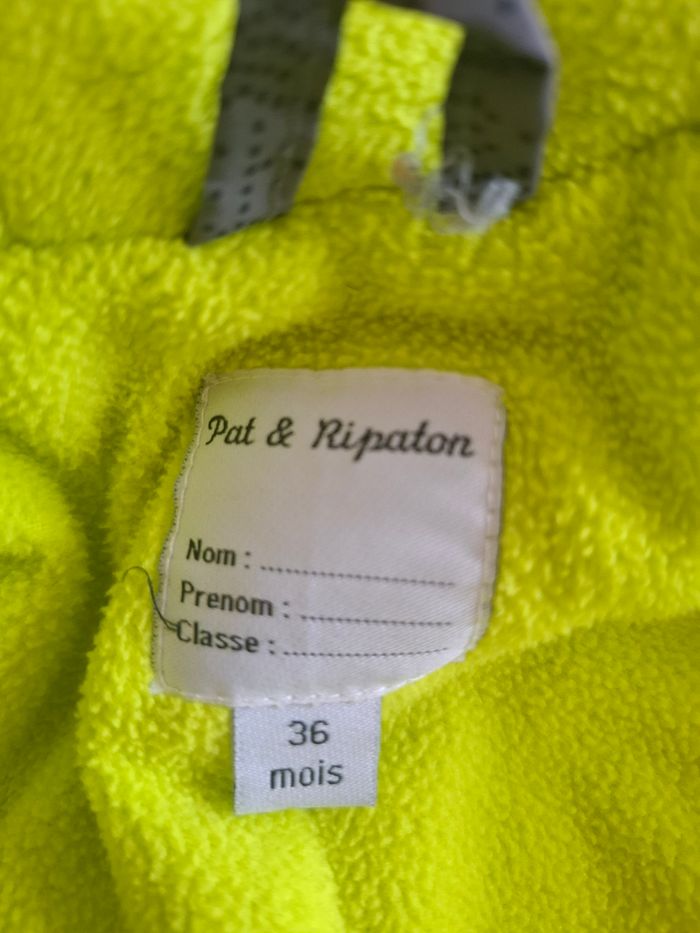 Pat & Ripaton
Nom : ........................................
Prenom : ................................
Classe : ...................................
36
mois